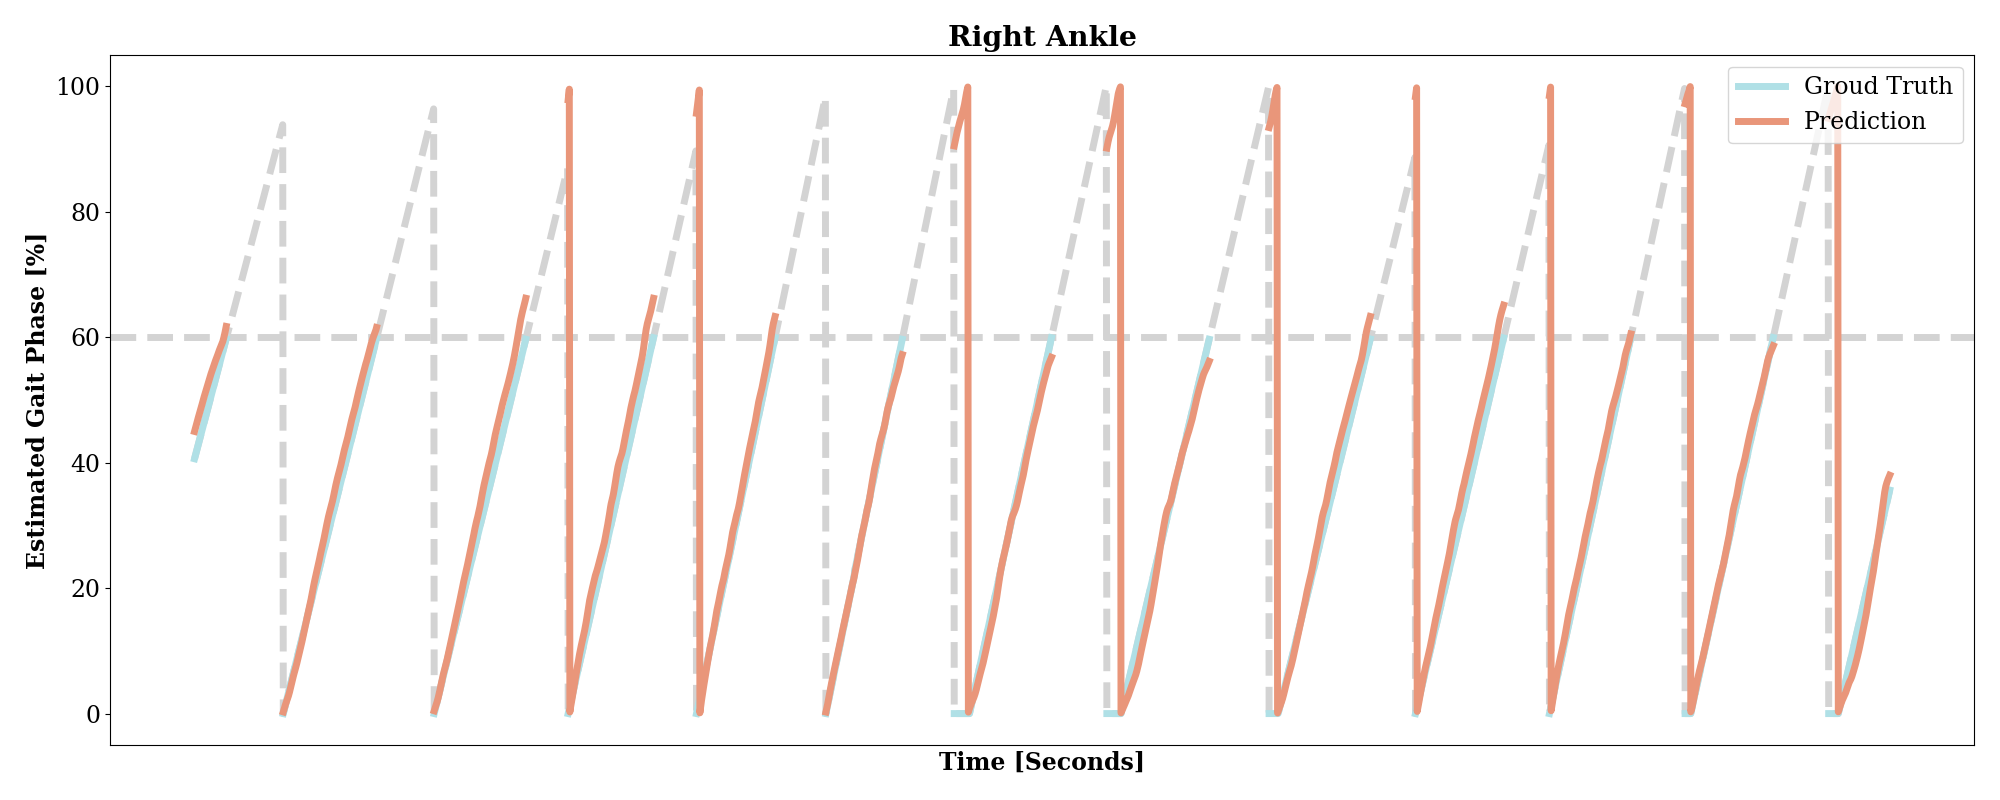 Right Ankle
Estimated Gait Phase [%]
100
80
60
40
20
0
Groud Truth
Prediction
Time [Seconds]